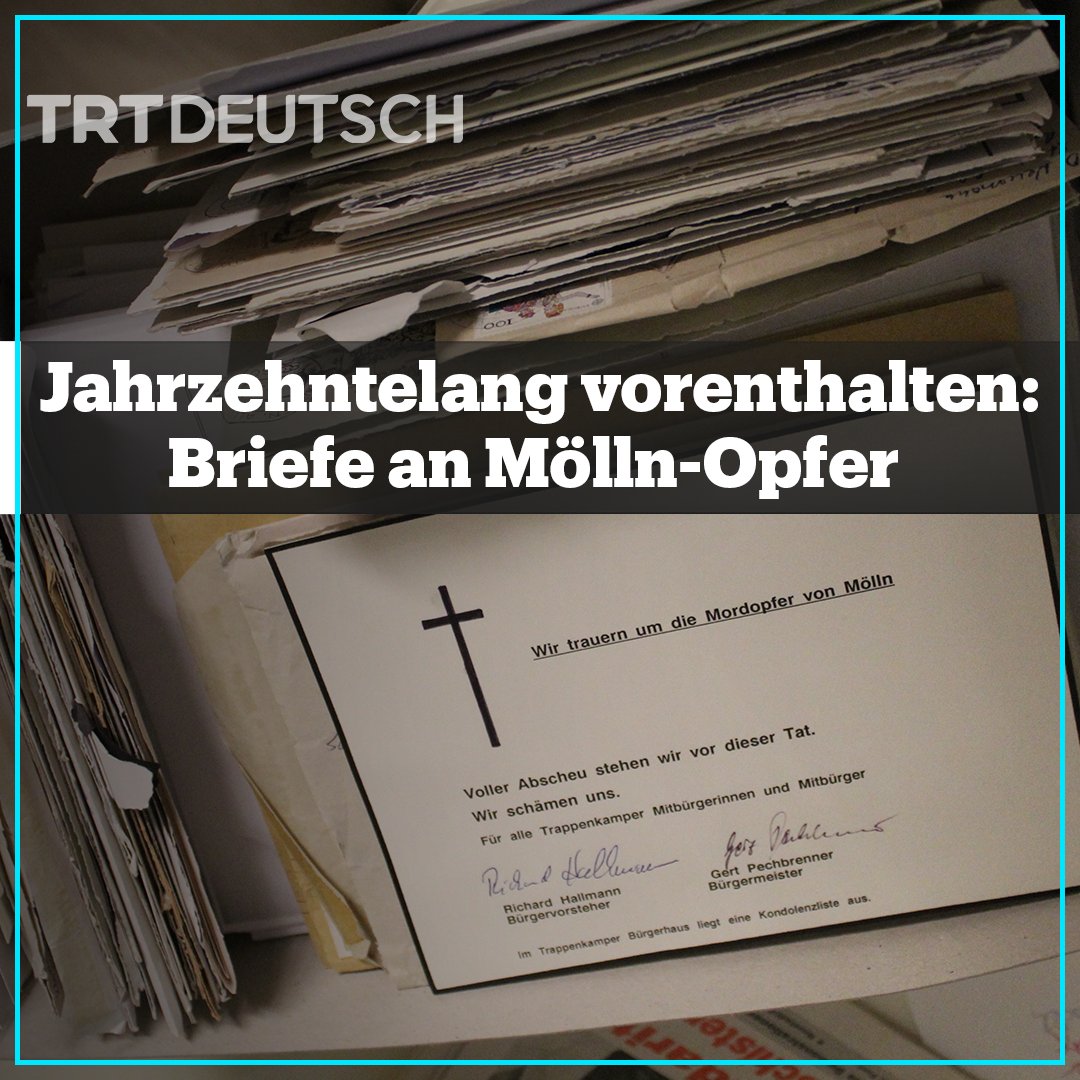 TRT DEUTSCH
100
Jahrzehntelang vorenthalten:
Briefe an Mölln-Opfer
Wir trauern um die Mordopfer von Mölln
Voller Abscheu stehen wir vor dieser Tat.
Wir schämen uns.
Für alle Trappenkamper Mitbürgerinnen und Mitbürger
Richard Hallmann
Richard Hallmann
Bürgervorsteher
Gert Pechbrenner
Bürgermeister
Im Trappenkamper Bürgerhaus liegt eine Kondolenzliste aus.